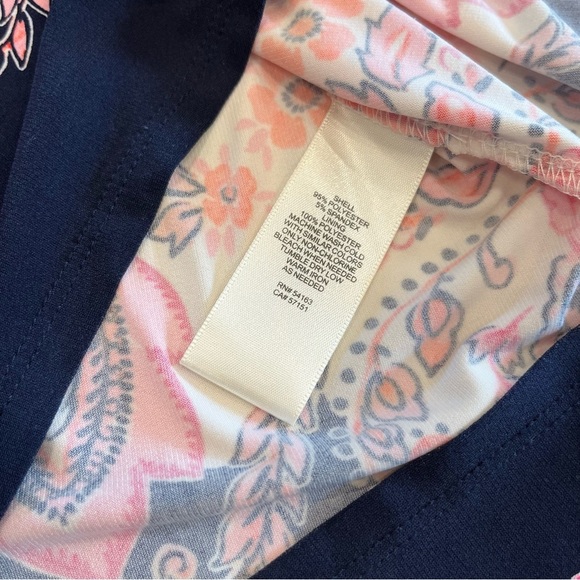 SHELL
95% POLYESTER
5% SPANDEX
LINING
100% POLYESTER
MACHINE WASH COLD
WITH SIMILAR COLORS
ONLY NON-CHLORINE
BLEACH WHEN NEEDED
TUMBLE DRY LOW
WARM IRON
AS NEEDED
RN# 54163
CA# 57151